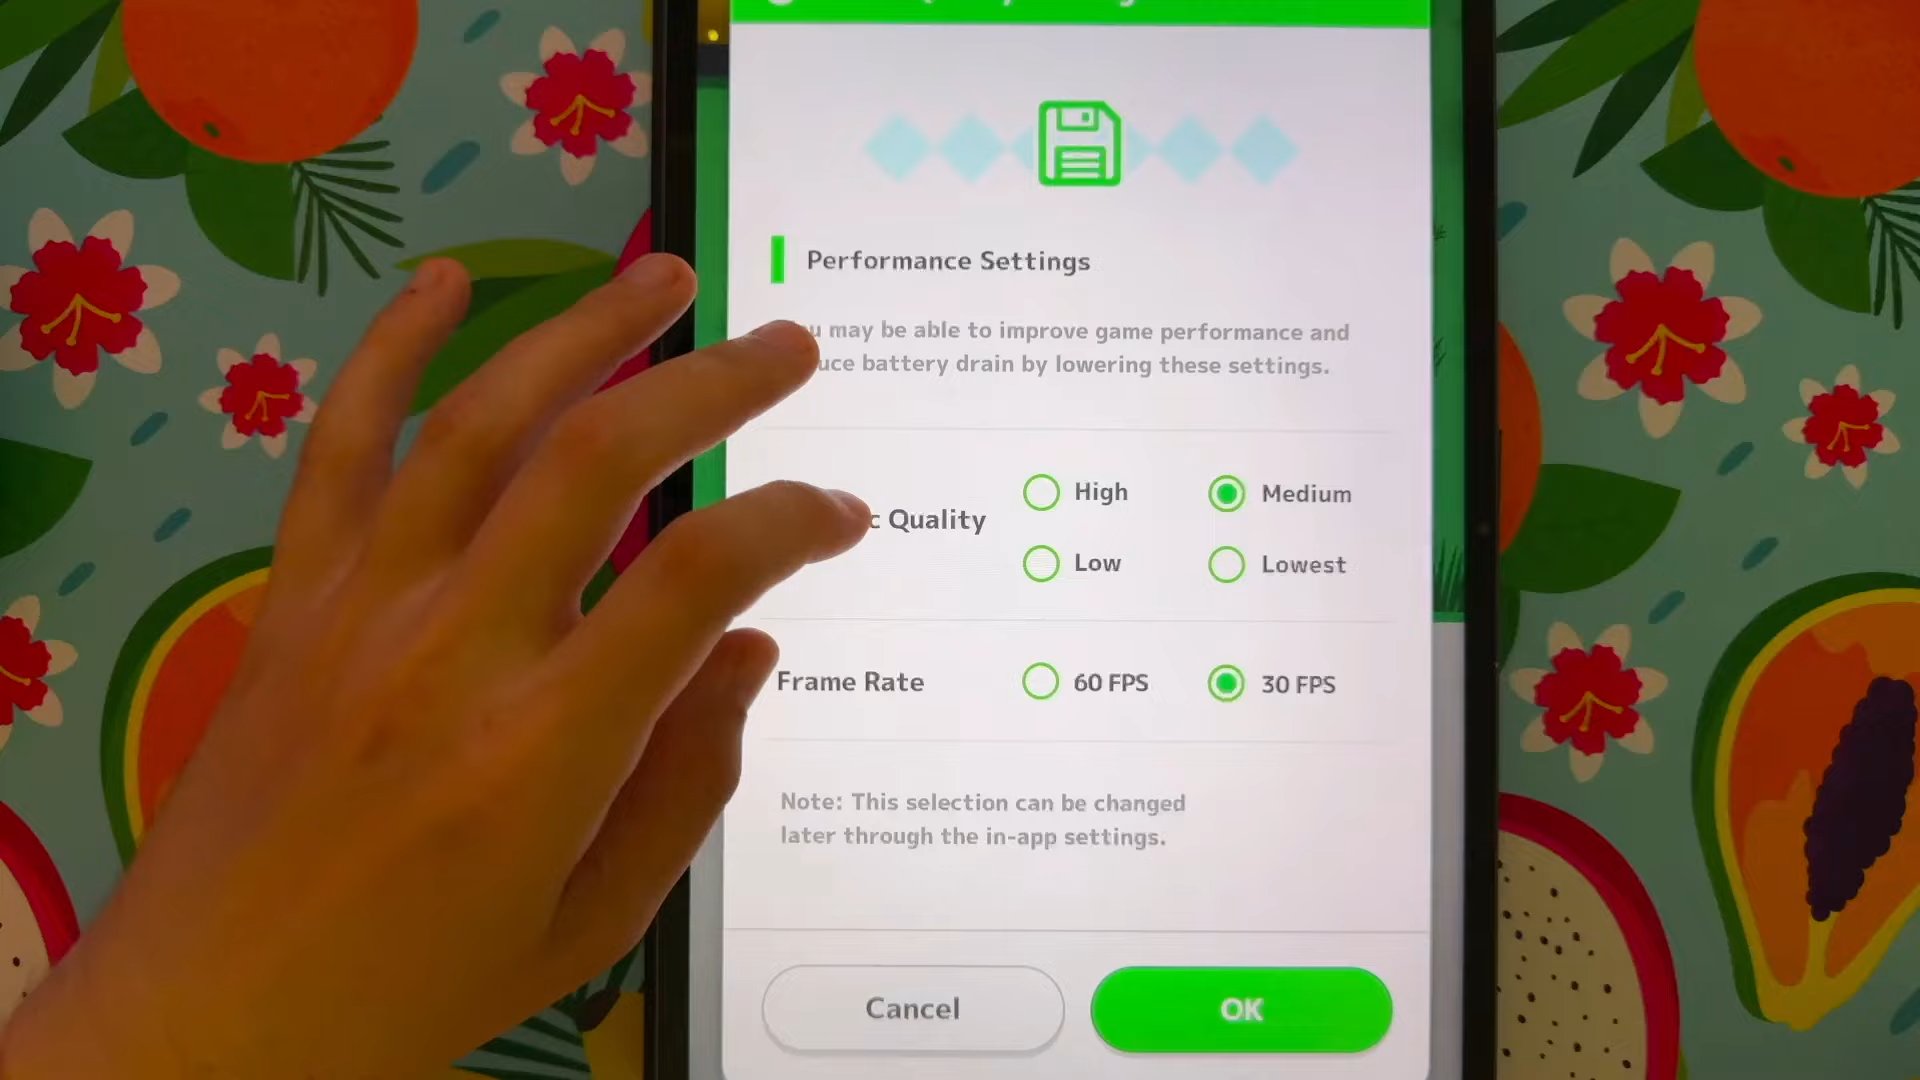 Performance Settings
may be able to improve game performance and
battery drain by lowering these settings.
High
Medium
Quality
Low
Lowest
Frame Rate
60 FPS
30 FPS
Note: This selection can be changed
later through the in-app settings.
Cancel
OK